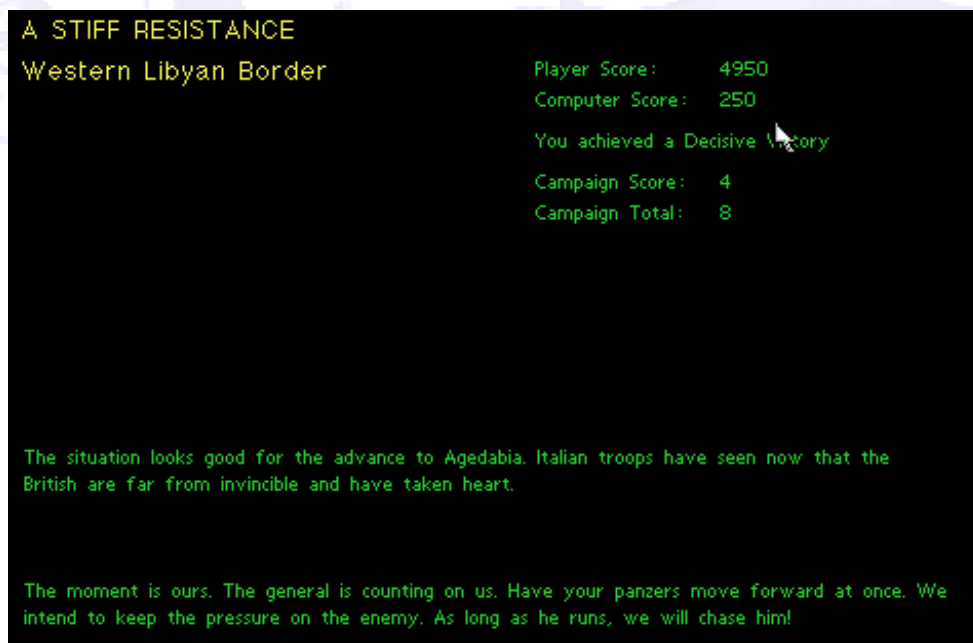 A STIFF RESISTANCE
Western Libyan Border
Player Score: 4950
Computer Score: 250
You achieved a Decisive Victory
Campaign Score: 4
Campaign Total: 8
The situation looks good for the advance to Agedabia. Italian troops have seen now that the
British are far from invincible and have taken heart.
The moment is ours. The general is counting on us. Have your panzers move forward at once. We
intend to keep the pressure on the enemy. As long as he runs, we will chase him!